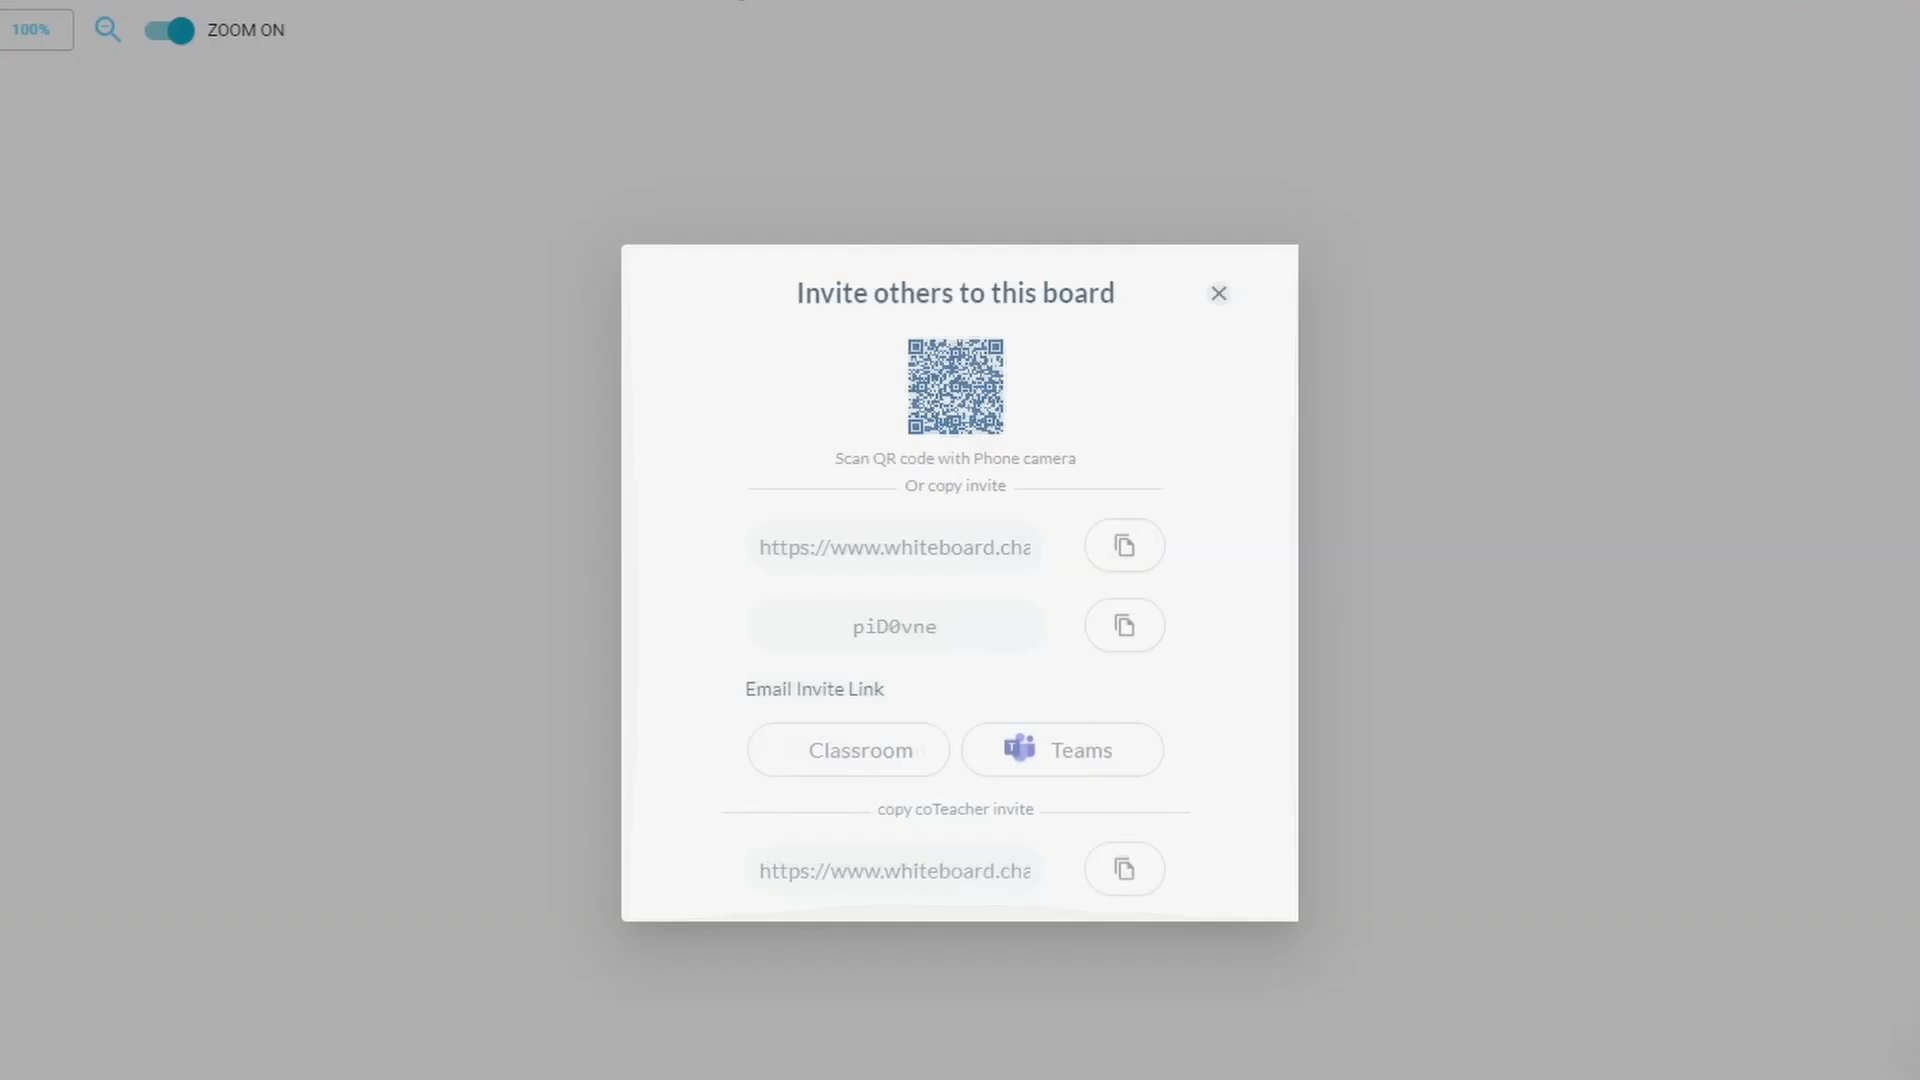 100%
ZOOM ON
Invite others to this board
Scan QR code with Phone camera
Or copy invite
https://www.whiteboard.cha
piD0vne
Email Invite Link
Classroom
Teams
copy coTeacher invite
https://www.whiteboard.cha